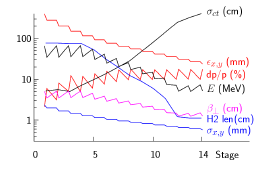 σct (cm)
100
ϵx,y (mm)
dp/p (%)
10
E (MeV)
β⊥ (cm)
1
H2 len(cm)
σx,y (mm)
0 5 10 14 Stage